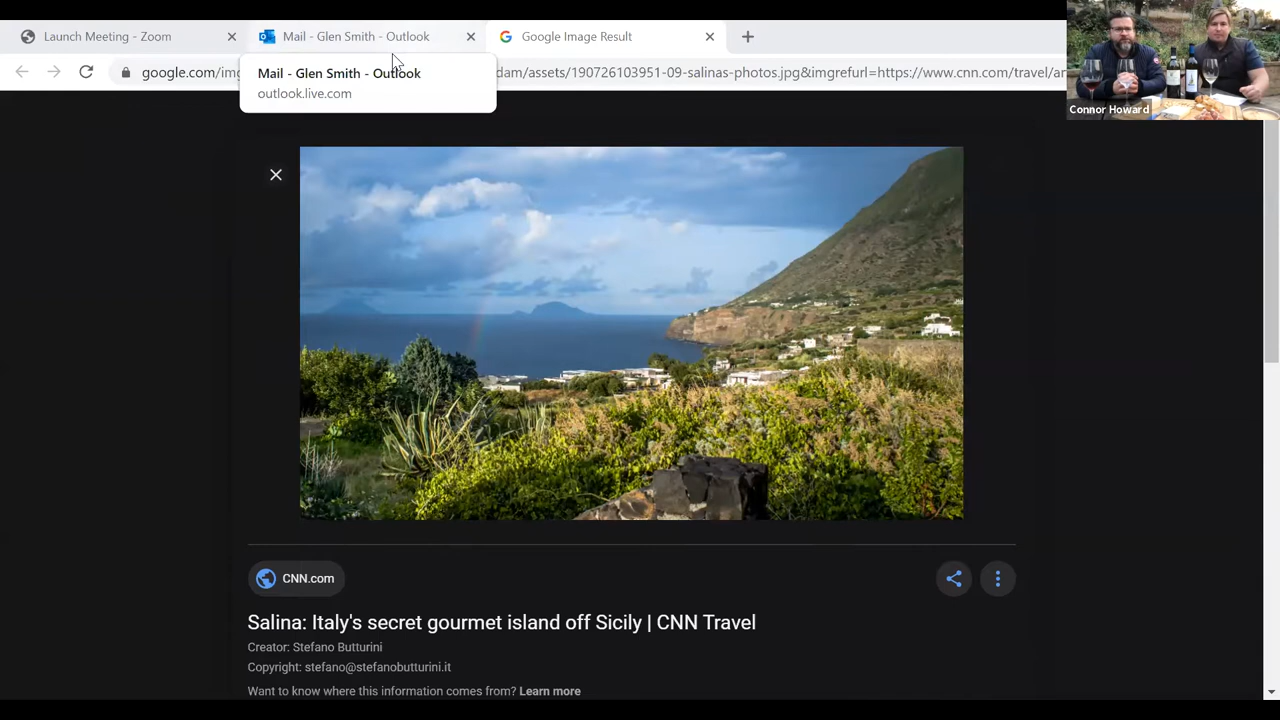 Launch Meeting - Zoom
Mail - Glen Smith - Outlook
Google Image Result
google.com/img
dam/assets/190726103951-09-salinas-photos.jpg&imgrefurl=https://www.cnn.com/travel/ar
Mail - Glen Smith - Outlook
outlook.live.com
Connor Howard
CNN.com
Salina: Italy's secret gourmet island off Sicily | CNN Travel
Creator: Stefano Butturini
Copyright: stefano@stefanobutturini.it
Want to know where this information comes from? Learn more